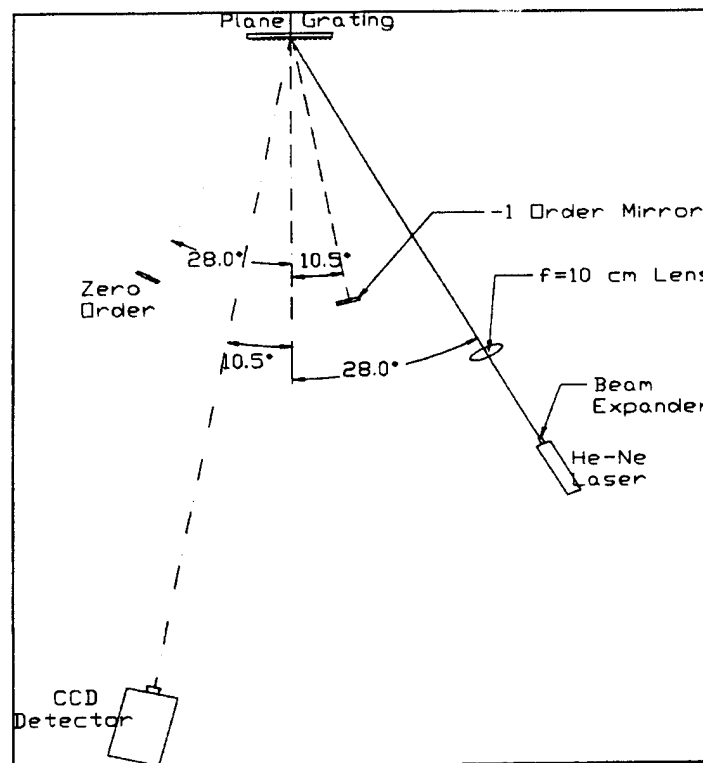 Plane Grating
-1 Order Mirror
28.0°
10.5°
f=10 cm Lens
Zero
Order
10.5°
28.0°
Beam
Expander
He-Ne
Laser
CCD
Detector